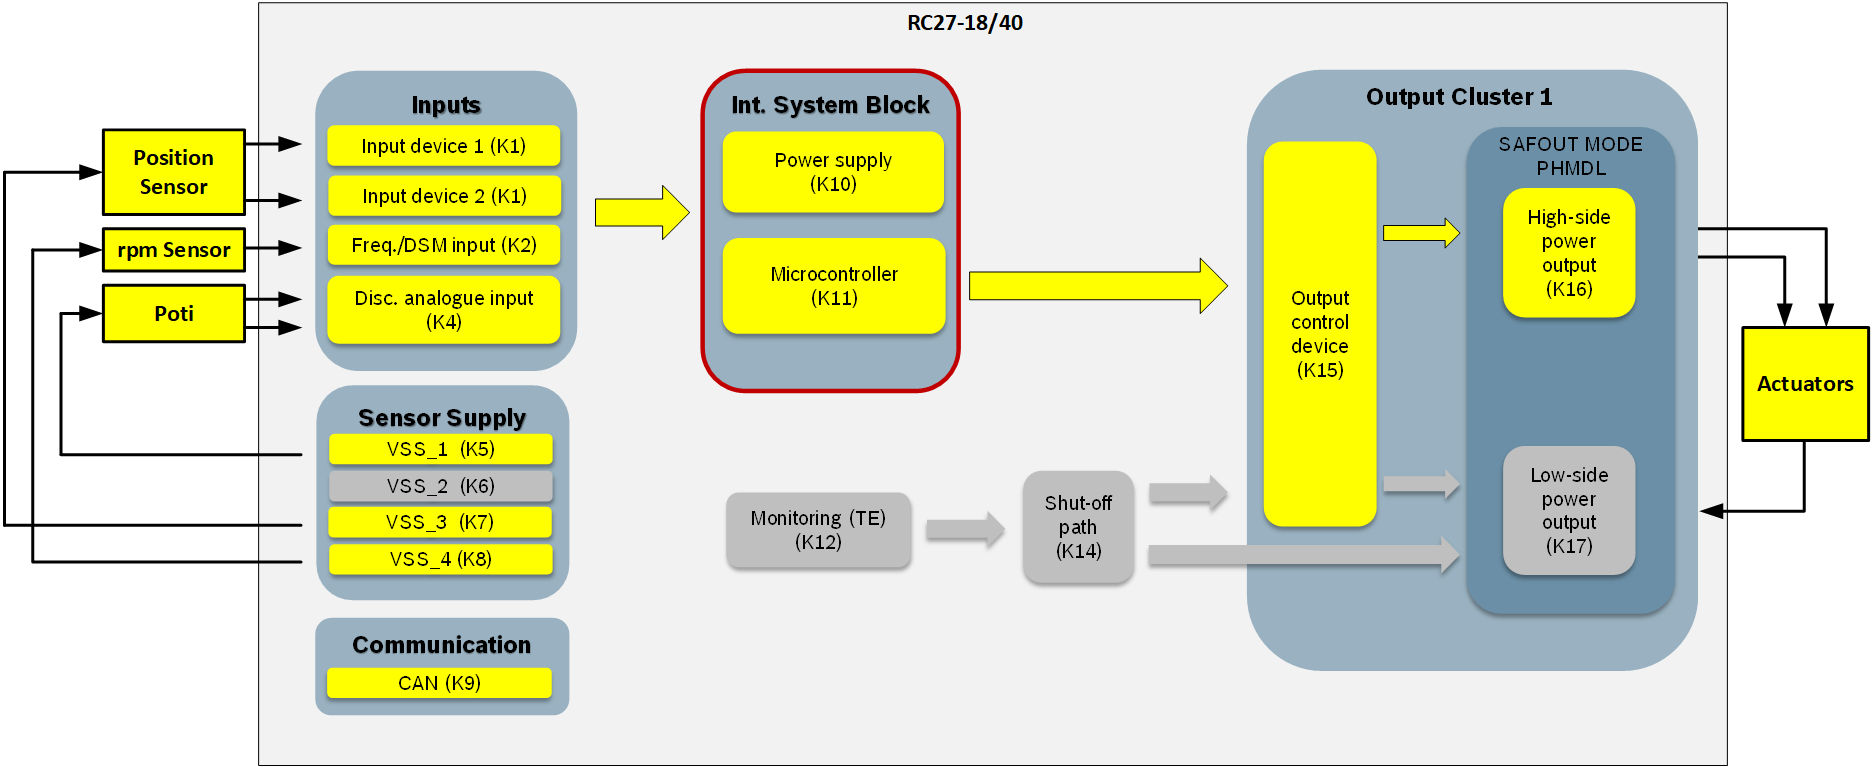 RC27-18/40
Position
Sensor
rpm Sensor
Poti
Inputs
Input device 1 (K1)
Input device 2 (K1)
Freq./DSM input (K2)
Disc. analogue input
(K4)
Sensor Supply
VSS_1 (K5)
VSS_2 (K6)
VSS_3 (K7)
VSS_4 (K8)
Communication
CAN (K9)
Int. System Block
Power supply
(K10)
Microcontroller
(K11)
Monitoring (TE)
(K12)
Shut-off
path
(K14)
Output Cluster 1
Output
control
device
(K15)
SAFOUT MODE
PHMDL
High-side
power
output
(K16)
Low-side
power
output
(K17)
Actuators